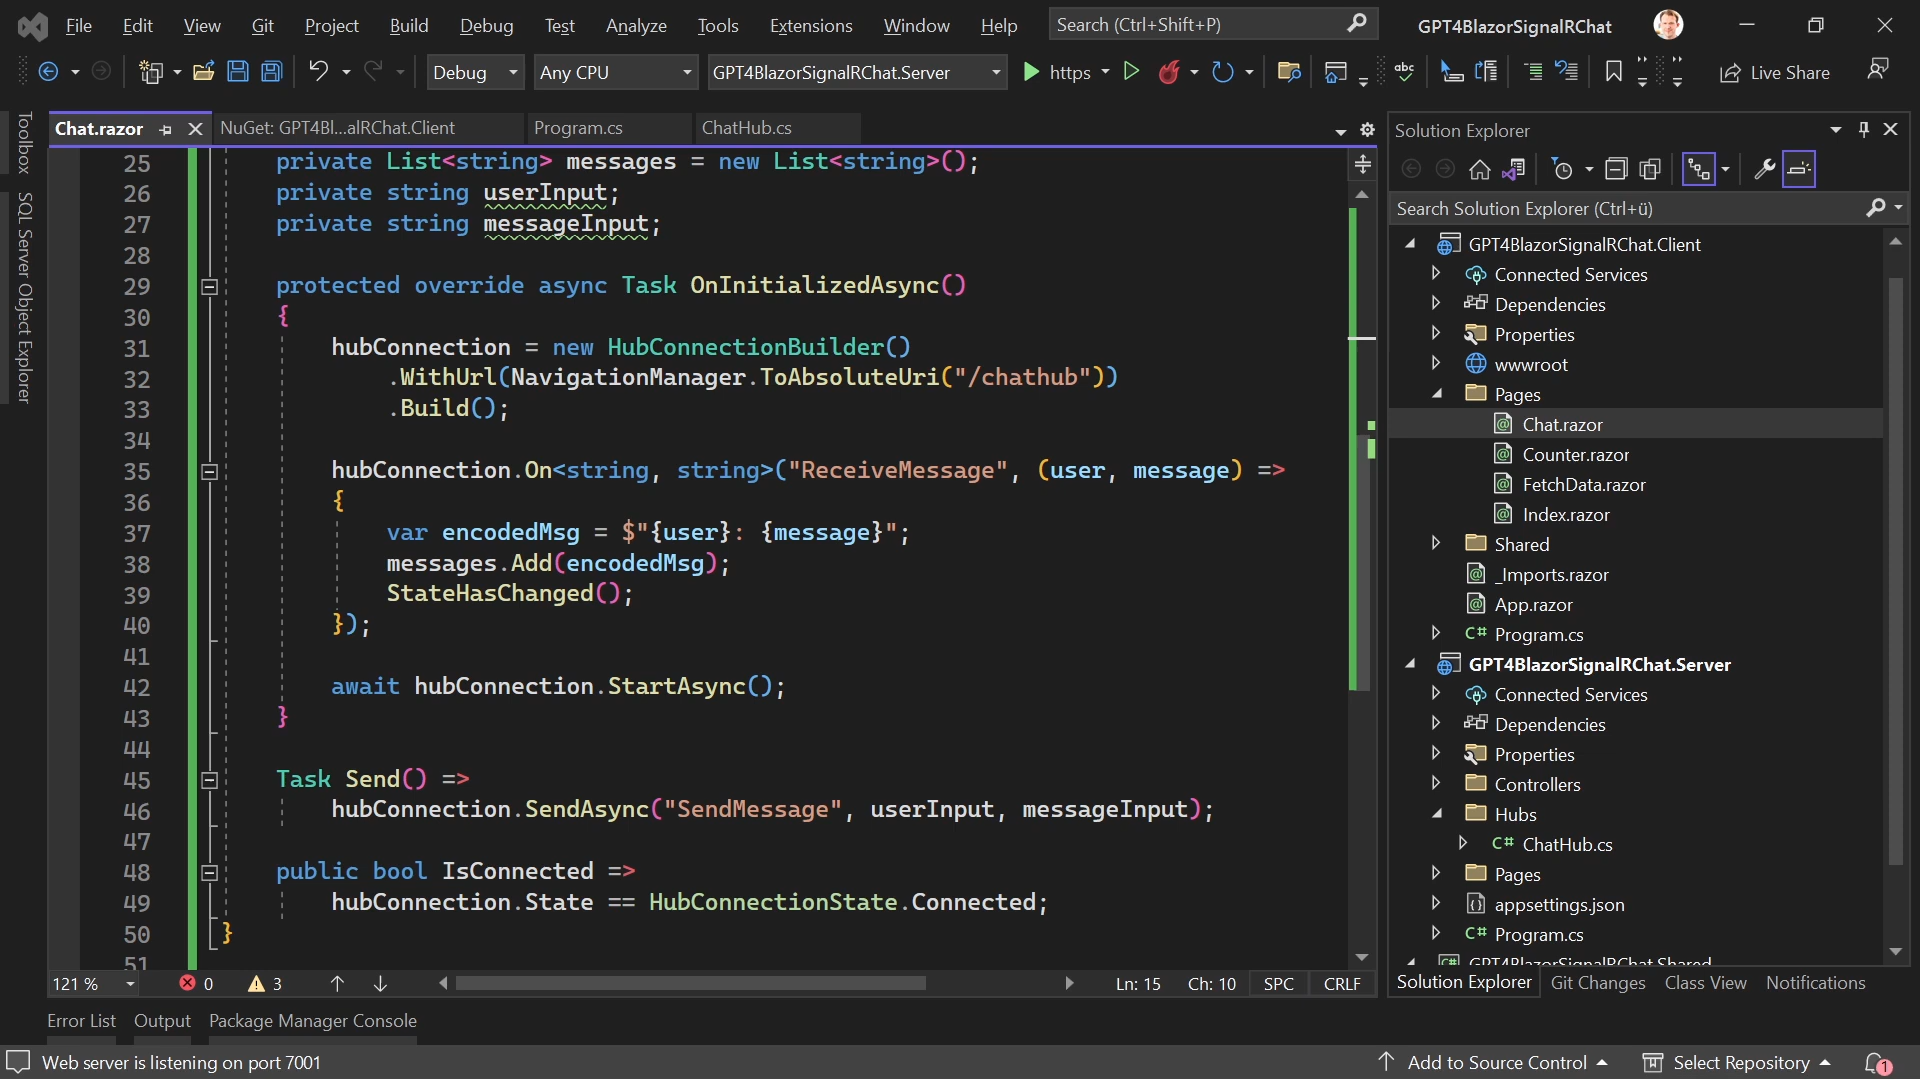 File Edit View Git Project Build Debug Test Analyze Tools Extensions Window Help Search (Ctrl+Shift+P) GPT4BlazorSignalRChat
Debug Any CPU GPT4BlazorSignalRChat.Server https Live Share
Toolbox
SQL Server Object Explorer
Chat.razor NuGet: GPT4Bl...alRChat.Client Program.cs ChatHub.cs
25 private List<string> messages = new List<string>();
26 private string userInput;
27 private string messageInput;
28
29 protected override async Task OnInitializedAsync()
30 {
31 hubConnection = new HubConnectionBuilder()
32 .WithUrl(NavigationManager.ToAbsoluteUri("/chathub"))
33 .Build();
34
35 hubConnection.On<string, string>("ReceiveMessage", (user, message) =>
36 {
37 var encodedMsg = $"{user}: {message}";
38 messages.Add(encodedMsg);
39 StateHasChanged();
40 });
41
42 await hubConnection.StartAsync();
43 }
44
45 Task Send() =>
46 hubConnection.SendAsync("SendMessage", userInput, messageInput);
47
48 public bool IsConnected =>
49 hubConnection.State == HubConnectionState.Connected;
50 }
51
121 % 0 3 Ln: 15 Ch: 10 SPC CRLF
Solution Explorer
Search Solution Explorer (Ctrl+ü)
GPT4BlazorSignalRChat.Client
Connected Services
Dependencies
Properties
wwwroot
Pages
Chat.razor
Counter.razor
FetchData.razor
Index.razor
Shared
_Imports.razor
App.razor
C# Program.cs
GPT4BlazorSignalRChat.Server
Connected Services
Dependencies
Properties
Controllers
Hubs
C# ChatHub.cs
Pages
appsettings.json
C# Program.cs
C# GPT4BlazorSignalRChat.Shared
Solution Explorer Git Changes Class View Notifications
Error List Output Package Manager Console
Web server is listening on port 7001 Add to Source Control Select Repository 1